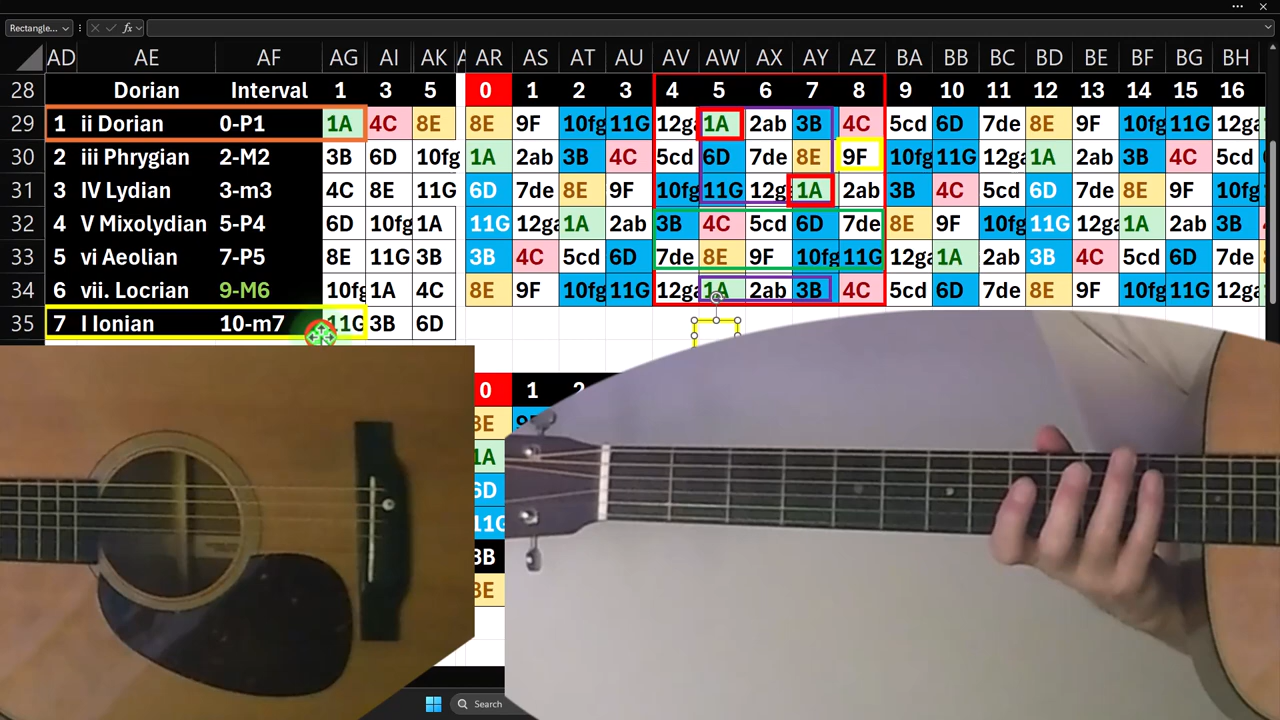 Rectangle... fx
AD AE AF AG AI AK AR AS AT AU AV AW AX AY AZ BA BB BC BD BE BF BG BH
28 Dorian Interval 1 3 5 0 1 2 3 4 5 6 7 8 9 10 11 12 13 14 15 16
29 1 ii Dorian 0-P1 1A 4C 8E 8E 9F 10fg 11G 12ga 1A 2ab 3B 4C 5cd 6D 7de 8E 9F 10fg 11G 12ga
30 2 iii Phrygian 2-M2 3B 6D 10fg 1A 2ab 3B 4C 5cd 6D 7de 8E 9F 10fg 11G 12ga 1A 2ab 3B 4C 5cd
31 3 IV Lydian 3-m3 4C 8E 11G 6D 7de 8E 9F 10fg 11G 12ga 1A 2ab 3B 4C 5cd 6D 7de 8E 9F 10fg
32 4 V Mixolydian 5-P4 6D 10fg 1A 11G 12ga 1A 2ab 3B 4C 5cd 6D 7de 8E 9F 10fg 11G 12ga 1A 2ab 3B
33 5 vi Aeolian 7-P5 8E 11G 3B 3B 4C 5cd 6D 7de 8E 9F 10fg 11G 12ga 1A 2ab 3B 4C 5cd 6D 7de
34 6 vii. Locrian 9-M6 10fg 1A 4C 8E 9F 10fg 11G 12ga 1A 2ab 3B 4C 5cd 6D 7de 8E 9F 10fg 11G 12ga
35 7 I Ionian 10-m7 11G 3B 6D
0 1 2
8E
1A
6D
11G
3B
8E
Search